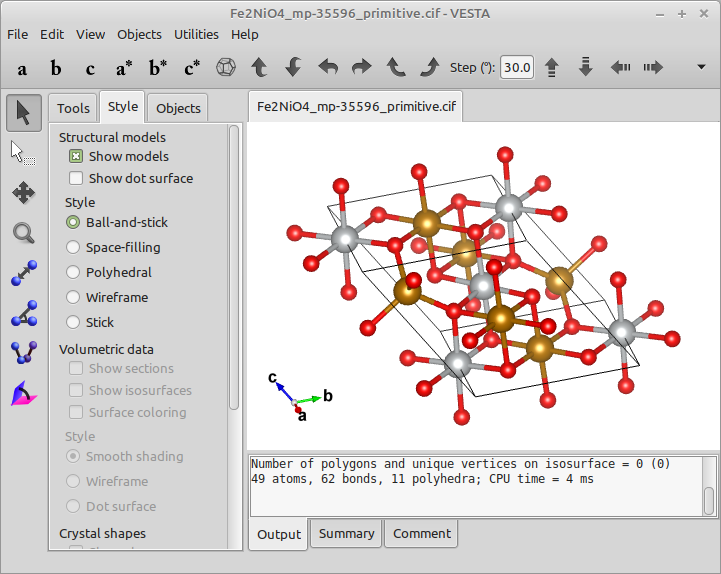 Fe2NiO4_mp-35596_primitive.cif - VESTA
File Edit View Objects Utilities Help
a b c a* b* c* Step (°): 30.0
Tools Style Objects
Fe2NiO4_mp-35596_primitive.cif
Structural models
Show models
Show dot surface
Style
Ball-and-stick
Space-filling
Polyhedral
Wireframe
Stick
Volumetric data
Show sections
Show isosurfaces
Surface coloring
Style
Smooth shading
Wireframe
Dot surface
Crystal shapes
c
b
a
Number of polygons and unique vertices on isosurface = 0 (0)
49 atoms, 62 bonds, 11 polyhedra; CPU time = 4 ms
Output Summary Comment